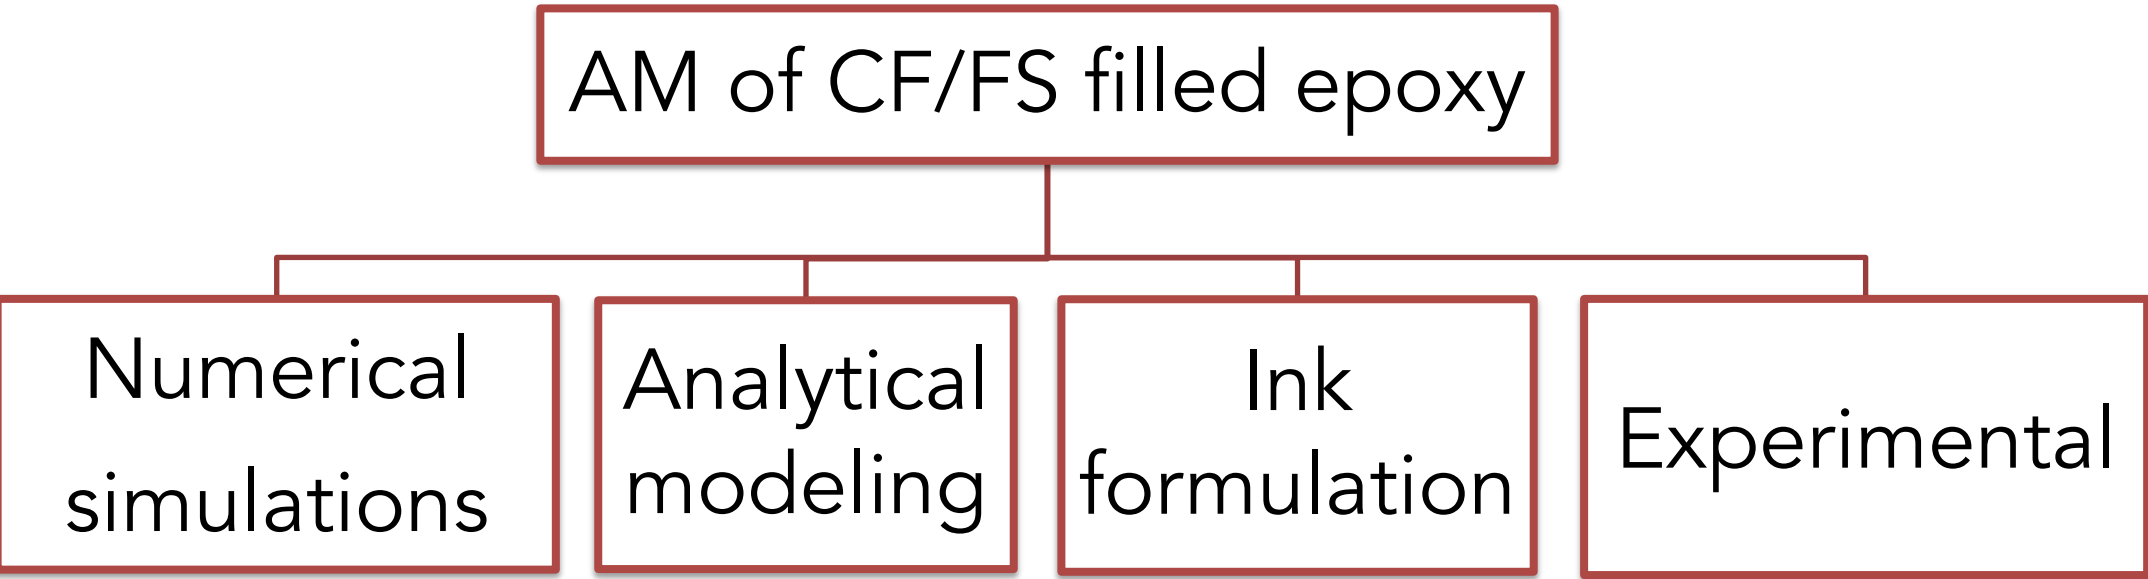 AM of CF/FS filled epoxy
Numerical
simulations
Analytical
modeling
Ink
formulation
Experimental